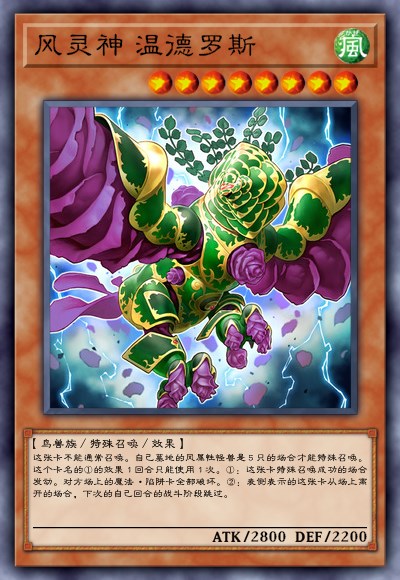 风灵神 温德罗斯
風
【鸟兽族／特殊召唤／效果】
这张卡不能通常召唤。自己墓地的风属性怪兽是5只的场合才能特殊召唤。
这个卡名的①的效果1回合只能使用1次。①：这张卡特殊召唤成功的场合
发动。对方场上的魔法·陷阱卡全部破坏。②：表侧表示的这张卡从场上离
开的场合，下次的自己回合的战斗阶段跳过。
ATK/2800 DEF/2200